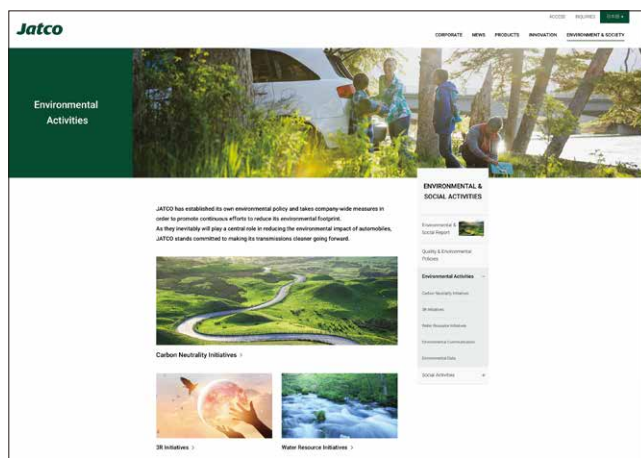 Jatco
ACCESS INQUIRIES
CORPORATE NEWS PRODUCTS INNOVATION ENVIRONMENT & SOCIETY
Environmental
Activities
ENVIRONMENTAL &
SOCIAL ACTIVITIES
Environmental &
Social Report
Quality & Environmental
Policies
Environmental Activities
Carbon Neutrality Initiatives
3R Initiatives
Water Resource Initiatives
Environmental Communication
Environmental Data
Social Activities
JATCO has established its own environmental policy and takes company-wide measures in
order to promote continuous efforts to reduce its environmental footprint.
As they inevitably will play a central role in reducing the environmental impact of automobiles,
JATCO stands committed to making its transmissions cleaner going forward.
Carbon Neutrality Initiatives >
3R Initiatives >
Water Resource Initiatives >